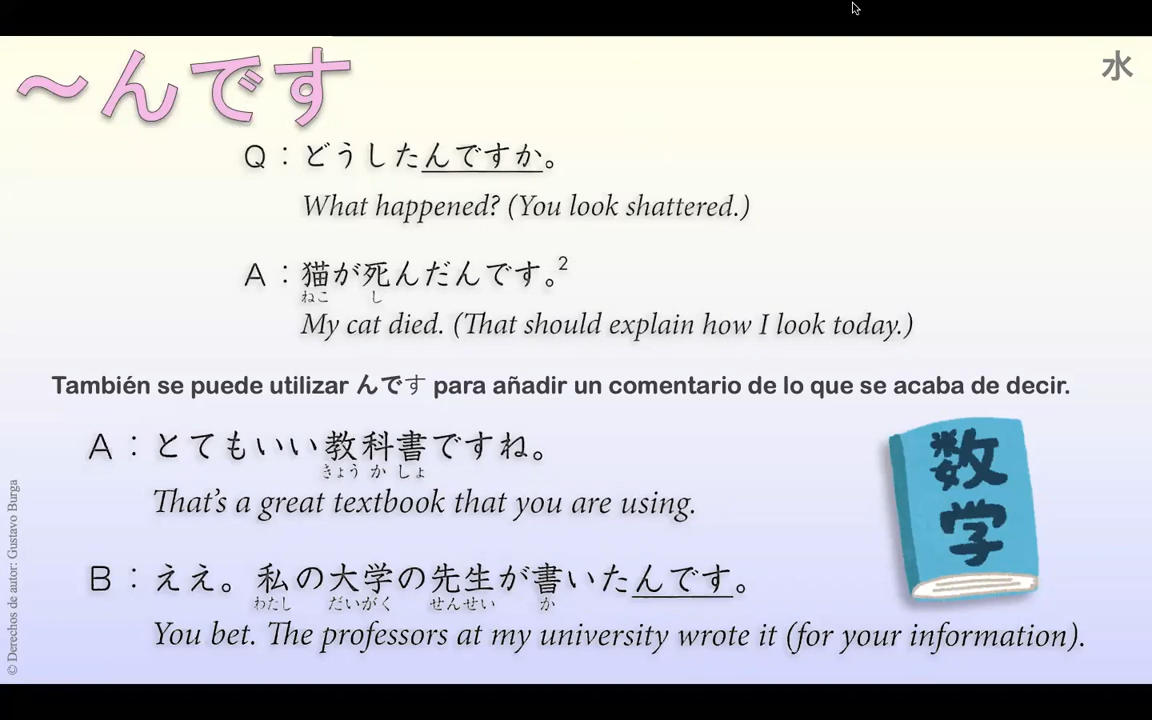 ～んです
水
Q：どうしたんですか。
What happened? (You look shattered.)
A：猫が死んだんです。2
ねこ し
My cat died. (That should explain how I look today.)
También se puede utilizar んです para añadir un comentario de lo que se acaba de decir.
A：とてもいい教科書ですね。
きょう か しょ
That's a great textbook that you are using.
数学
B：ええ。私の大学の先生が書いたんです。
わたし だいがく せんせい か
You bet. The professors at my university wrote it (for your information).
© Derechos de autor: Gustavo Burga